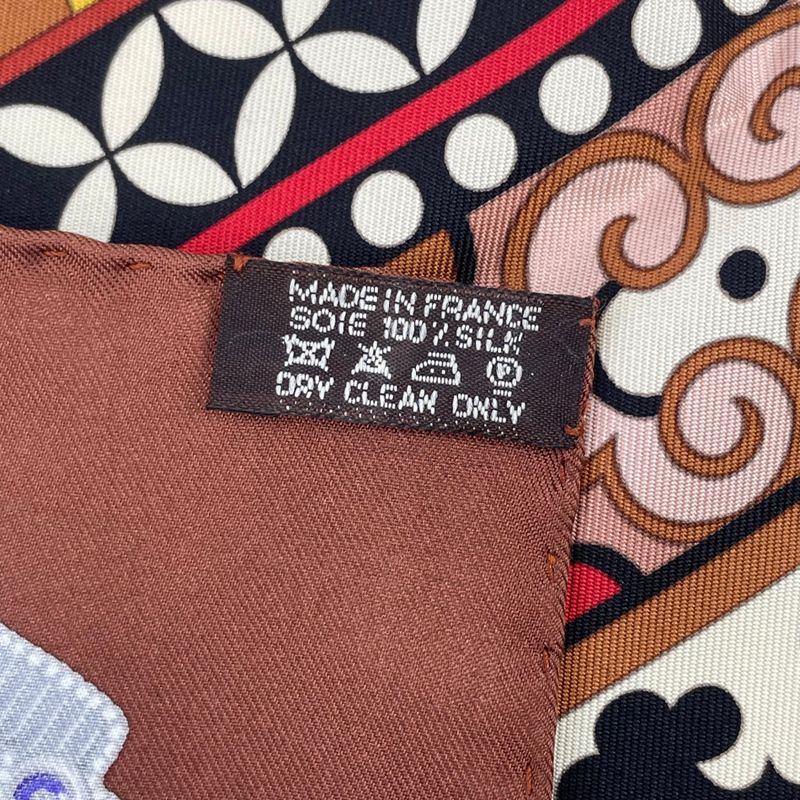 MADE IN FRANCE
SOIE 100 % SILK
P
DRY CLEAN ONLY